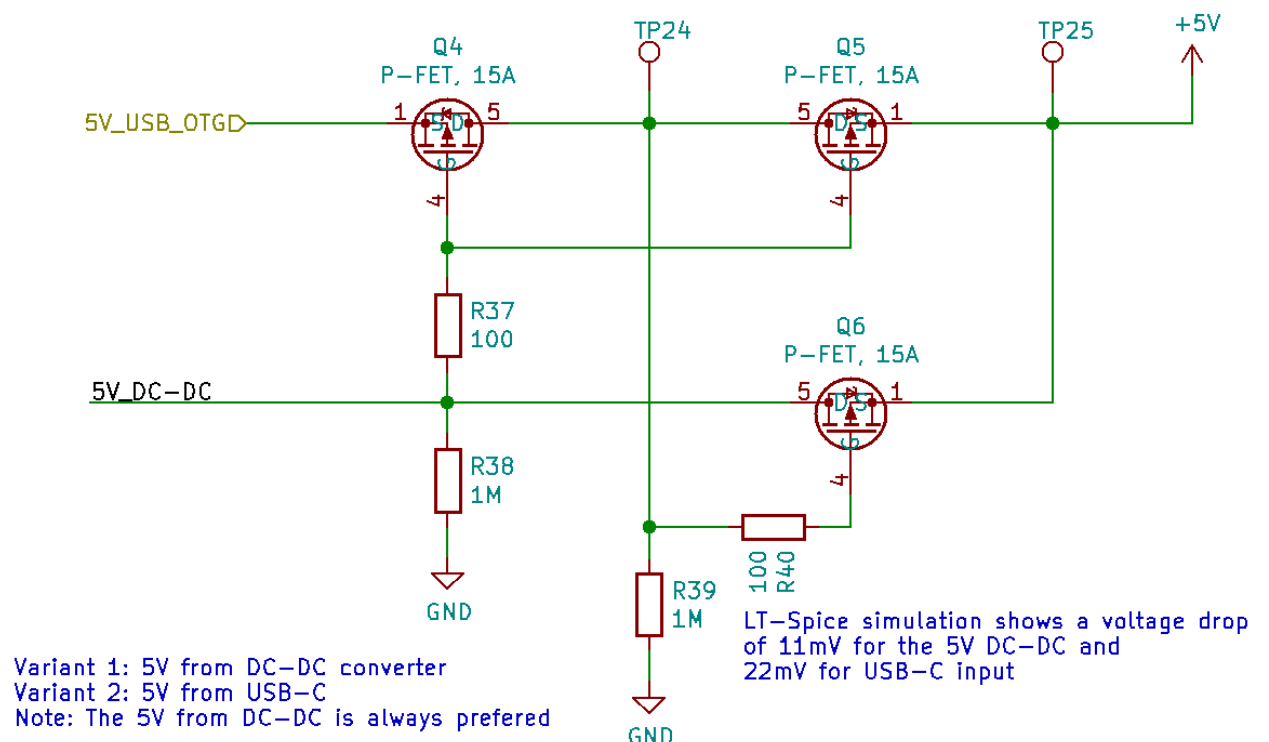 TP24
TP25
+5V
Q4
P-FET, 15A
Q5
P-FET, 15A
5V_USB_OTG
1
S
D
5
5
D
S
1
G
G
4
4
R37
100
Q6
P-FET, 15A
5V_DC-DC
5
D
S
1
G
4
R38
1M
GND
100
R40
R39
1M
GND
LT-Spice simulation shows a voltage drop
of 11mV for the 5V DC-DC and
22mV for USB-C input
Variant 1: 5V from DC-DC converter
Variant 2: 5V from USB-C
Note: The 5V from DC-DC is always prefered